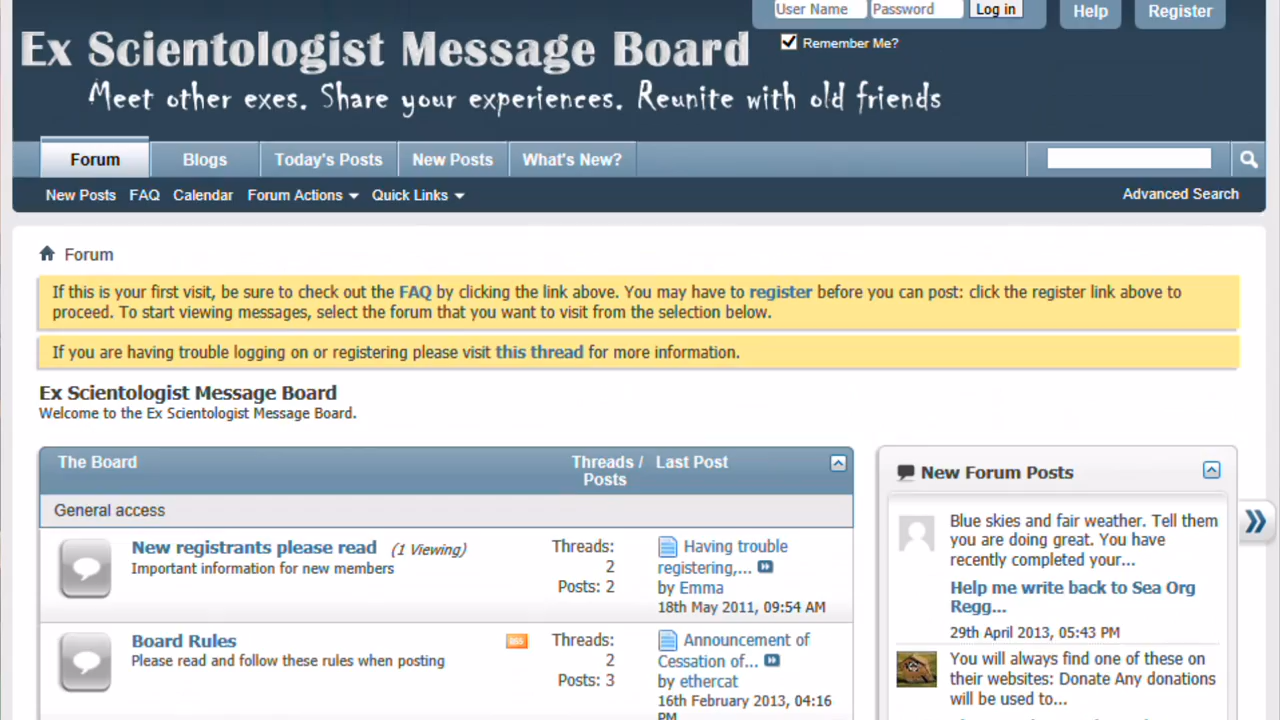 User Name Password Log in Help Register
Remember Me?
Ex Scientologist Message Board
Meet other exes. Share your experiences. Reunite with old friends
Forum Blogs Today's Posts New Posts What's New?
New Posts FAQ Calendar Forum Actions Quick Links Advanced Search
Forum
If this is your first visit, be sure to check out the FAQ by clicking the link above. You may have to register before you can post: click the register link above to
proceed. To start viewing messages, select the forum that you want to visit from the selection below.
If you are having trouble logging on or registering please visit this thread for more information.
Ex Scientologist Message Board
Welcome to the Ex Scientologist Message Board.
The Board Threads / Last Post
Posts
General access
New registrants please read (1 Viewing)
Important information for new members
Threads:
2
Posts: 2
Having trouble
registering,...
by Emma
18th May 2011, 09:54 AM
Board Rules
Please read and follow these rules when posting
RSS
Threads:
2
Posts: 3
Announcement of
Cessation of...
by ethercat
16th February 2013, 04:16
PM
New Forum Posts
Blue skies and fair weather. Tell them
you are doing great. You have
recently completed your...
Help me write back to Sea Org
Regg...
29th April 2013, 05:43 PM
You will always find one of these on
their websites: Donate Any donations
will be used to...